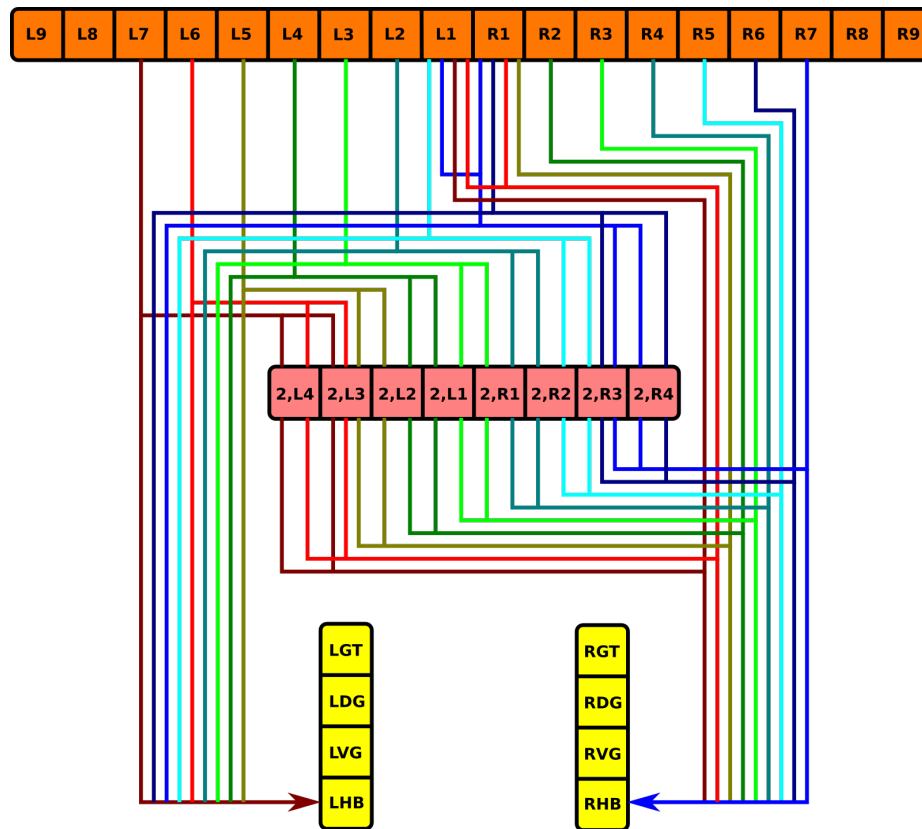 L9 L8 L7 L6 L5 L4 L3 L2 L1 R1 R2 R3 R4 R5 R6 R7 R8 R9
2,L4 2,L3 2,L2 2,L1 2,R1 2,R2 2,R3 2,R4
LGT RGT
LDG RDG
LVG RVG
LHB RHB